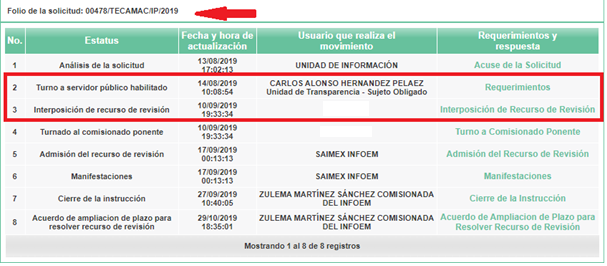 Folio de la solicitud: 00478/TECAMAC/IP/2019
No. Estatus Fecha y hora de actualización Usuario que realiza el movimiento Requerimientos y respuesta
1 Análisis de la solicitud 13/08/2019 17:02:13 UNIDAD DE INFORMACIÓN Acuse de la Solicitud
2 Turno a servidor público habilitado 14/08/2019 10:08:54 CARLOS ALONSO HERNANDEZ PELAEZ Unidad de Transparencia - Sujeto Obligado Requerimientos
3 Interposición de recurso de revisión 10/09/2019 19:33:34 Interposición de Recurso de Revisión
4 Turnado al comisionado ponente 10/09/2019 19:33:34 Turno a Comisionado Ponente
5 Admisión del recurso de revisión 17/09/2019 00:13:13 SAIMEX INFOEM Admisión del Recurso de Revisión
6 Manifestaciones 17/09/2019 00:13:13 SAIMEX INFOEM Manifestaciones
7 Cierre de la instrucción 27/09/2019 10:40:05 ZULEMA MARTÍNEZ SÁNCHEZ COMISIONADA DEL INFOEM Cierre de la Instrucción
8 Acuerdo de ampliacion de plazo para resolver recurso de revisión 29/10/2019 18:35:01 ZULEMA MARTÍNEZ SÁNCHEZ COMISIONADA DEL INFOEM Acuerdo de Ampliacion de Plazo para Resolver Recurso de Revisión
Mostrando 1 al 8 de 8 registros